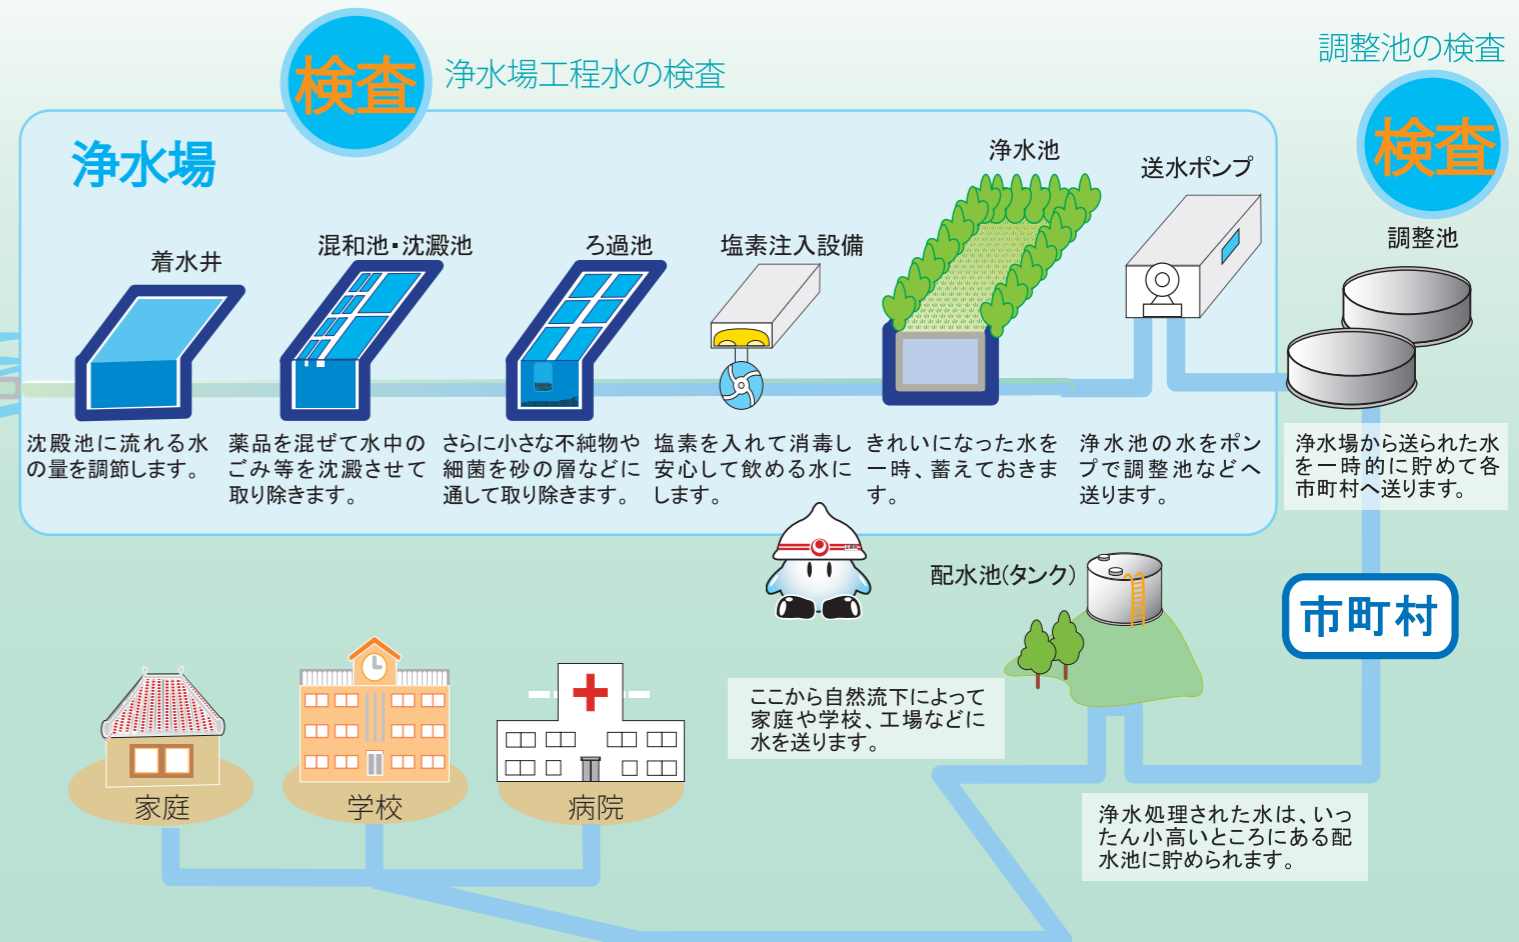 検査
浄水場工程水の検査
調整池の検査
検査
浄水場
着水井
沈殿池に流れる水
の量を調節します。
混和池・沈澱池
薬品を混ぜて水中の
ごみ等を沈澱させて
取り除きます。
ろ過池
さらに小さな不純物や
細菌を砂の層などに
通して取り除きます。
塩素注入設備
塩素を入れて消毒し
安心して飲める水に
します。
浄水池
きれいになった水を
一時、蓄えておきま
す。
送水ポンプ
浄水池の水をポン
プで調整池などへ
送ります。
調整池
浄水場から送られた水
を一時的に貯めて各
市町村へ送ります。
市町村
配水池(タンク)
浄水処理された水は、いっ
たん小高いところにある配
水池に貯められます。
ここから自然流下によって
家庭や学校、工場などに
水を送ります。
家庭
学校
病院